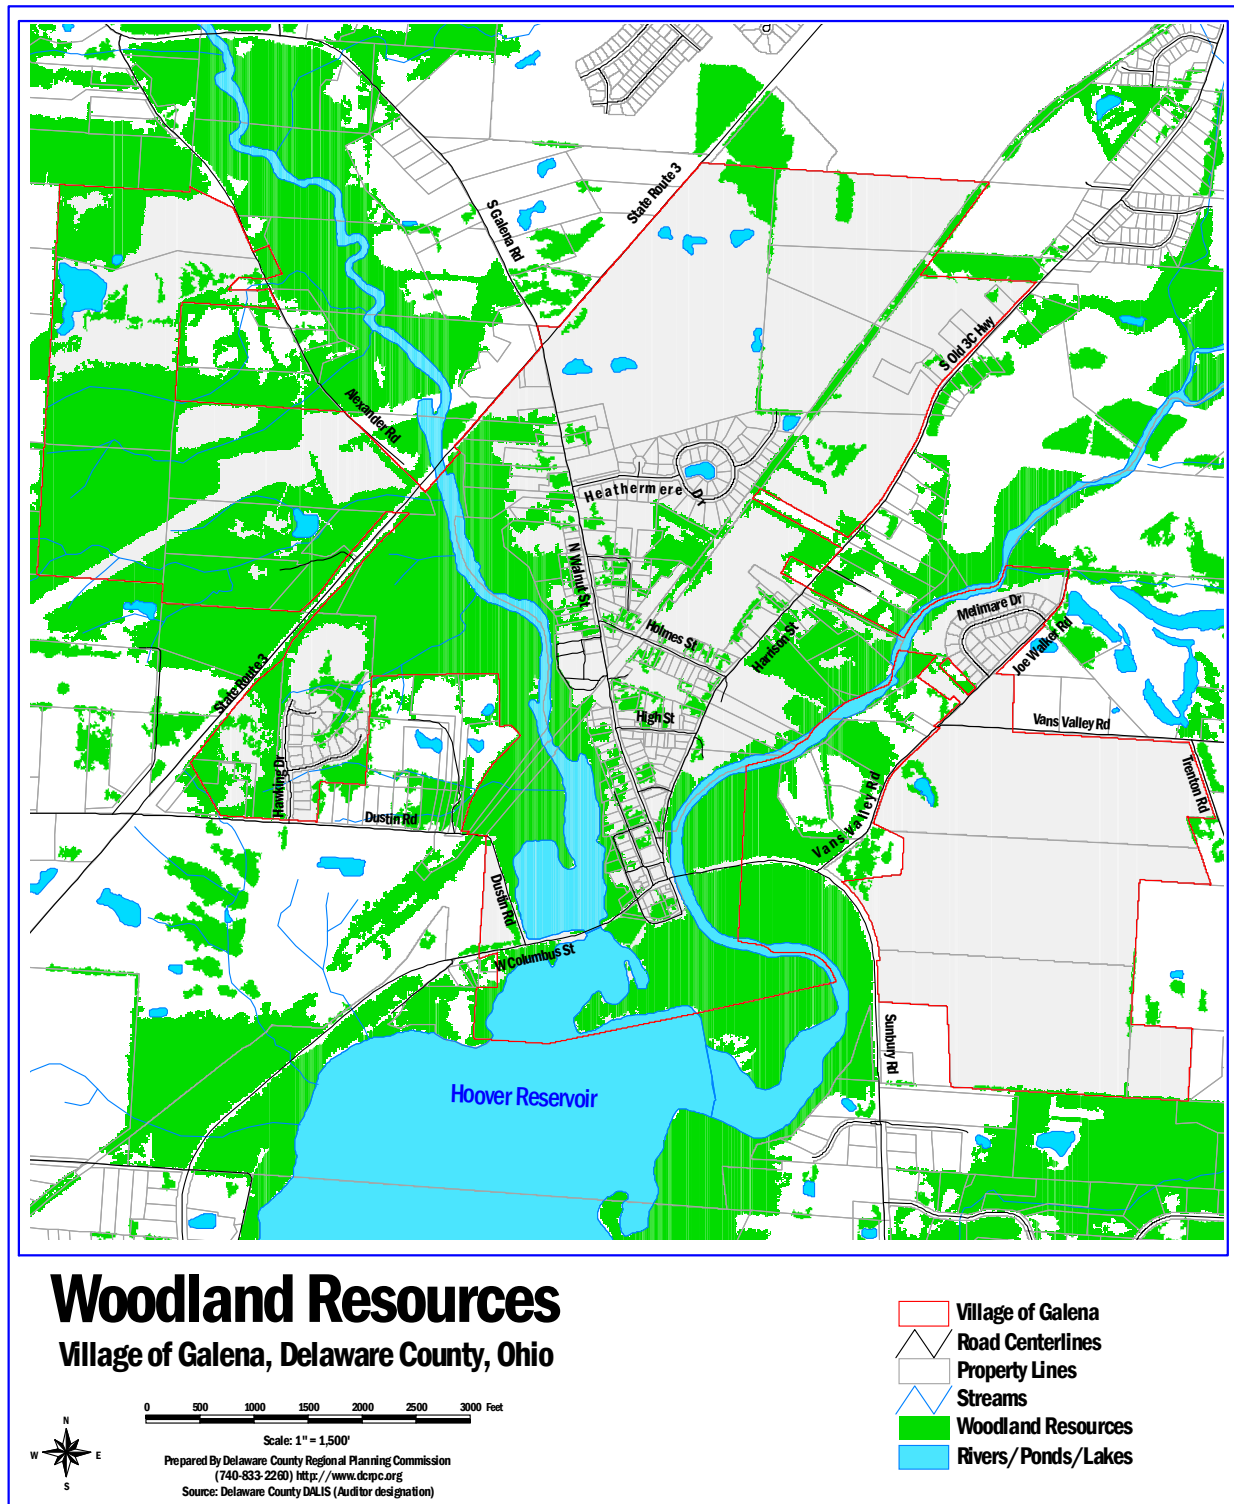 State Route 3
S Galena Rd
S Old 3C Hwy
Alexander Rd
Heathermere Dr
N Walnut St
Melimare Dr
Holmes St
Harrison St
Joe Walker Rd
State Route 3
High St
Vans Valley Rd
Trenton Rd
Hawking Dr
Dustin Rd
Vans Valley Rd
Dustin Rd
W Columbus St
Sunbury Rd
Hoover Reservoir
Woodland Resources
Village of Galena, Delaware County, Ohio
Village of Galena
Road Centerlines
Property Lines
Streams
Woodland Resources
Rivers/Ponds/Lakes
0 500 1000 1500 2000 2500 3000 Feet
Scale: 1" = 1,500'
Prepared By Delaware County Regional Planning Commission
(740-833-2260) http://www.dcrpc.org
Source: Delaware County DALIS (Auditor designation)
N
W E
S